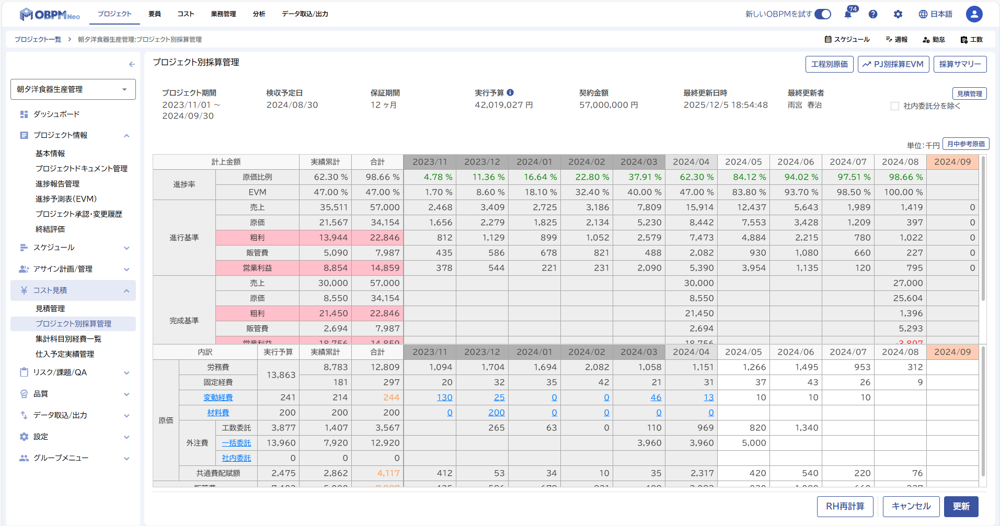 OBPM Neo プロジェクト 要員 コスト 業務管理 分析 データ取込/出力 新しいOBPMを試す 74 日本語
プロジェクト一覧 > 朝夕洋食器生産管理:プロジェクト別採算管理 スケジュール 週報 勤怠 工数
朝夕洋食器生産管理
ダッシュボード
プロジェクト情報
基本情報
プロジェクトドキュメント管理
進捗報告管理
進捗予測表(EVM)
プロジェクト承認・変更履歴
終結評価
スケジュール
アサイン計画/管理
コスト見積
見積管理
プロジェクト別採算管理
集計科目別経費一覧
仕入予定実績管理
リスク/課題/QA
品質
データ取込/出力
設定
グループメニュー
プロジェクト別採算管理 工程別原価 PJ別採算EVM 採算サマリー
プロジェクト期間 検収予定日 保証期間 実行予算 契約金額 最終更新日時 最終更新者 見積管理
2023/11/01 ~ 2024/08/30 12 ヶ月 42,019,027 円 57,000,000 円 2025/12/5 18:54:48 雨宮 春治 社内委託分を除く
2024/09/30
単位:千円 月中参考原価
計上金額 実績累計 合計 2023/11 2023/12 2024/01 2024/02 2024/03 2024/04 2024/05 2024/06 2024/07 2024/08 2024/09
進捗率 原価比例 62.30 % 98.66 % 4.78 % 11.36 % 16.64 % 22.80 % 37.91 % 62.30 % 84.12 % 94.02 % 97.51 % 98.66 %
EVM 47.00 % 47.00 % 1.70 % 8.60 % 18.10 % 32.40 % 40.00 % 47.00 % 83.80 % 93.70 % 98.50 % 100.00 %
進行基準 売上 35,511 57,000 2,468 3,409 2,725 3,186 7,809 15,914 12,437 5,643 1,989 1,419 0
原価 21,567 34,154 1,656 2,279 1,825 2,134 5,230 8,442 7,553 3,428 1,209 397 0
粗利 13,944 22,846 812 1,129 899 1,052 2,579 7,473 4,884 2,215 780 1,022 0
販管費 5,090 7,987 435 586 678 821 488 2,082 930 1,080 660 227 0
営業利益 8,854 14,859 378 544 221 231 2,090 5,390 3,954 1,135 120 795 0
完成基準 売上 30,000 57,000 30,000 27,000
原価 8,550 34,154 8,550 25,604
粗利 21,450 22,846 21,450 1,396
販管費 2,694 7,987 2,694 5,293
営業利益 18,756 14,859 18,756 -3,897
内訳 実行予算 実績累計 合計 2023/11 2023/12 2024/01 2024/02 2024/03 2024/04 2024/05 2024/06 2024/07 2024/08 2024/09
原価 労務費 13,863 8,783 12,809 1,094 1,704 1,694 2,082 1,058 1,151 1,266 1,495 953 312
固定経費 181 297 20 32 35 42 21 31 37 43 26 9
変動経費 241 214 244 130 25 0 0 46 13 10 10 10
材料費 200 200 200 0 200 0 0 0 0
外注費 工数委託 3,877 1,407 3,567 265 63 0 110 969 820 1,340
一括委託 13,960 7,920 12,920 3,960 3,960 5,000
社内委託 0 0 0
共通費配賦額 2,475 2,862 4,117 412 53 34 10 35 2,317 420 540 220 76
RH再計算 キャンセル 更新